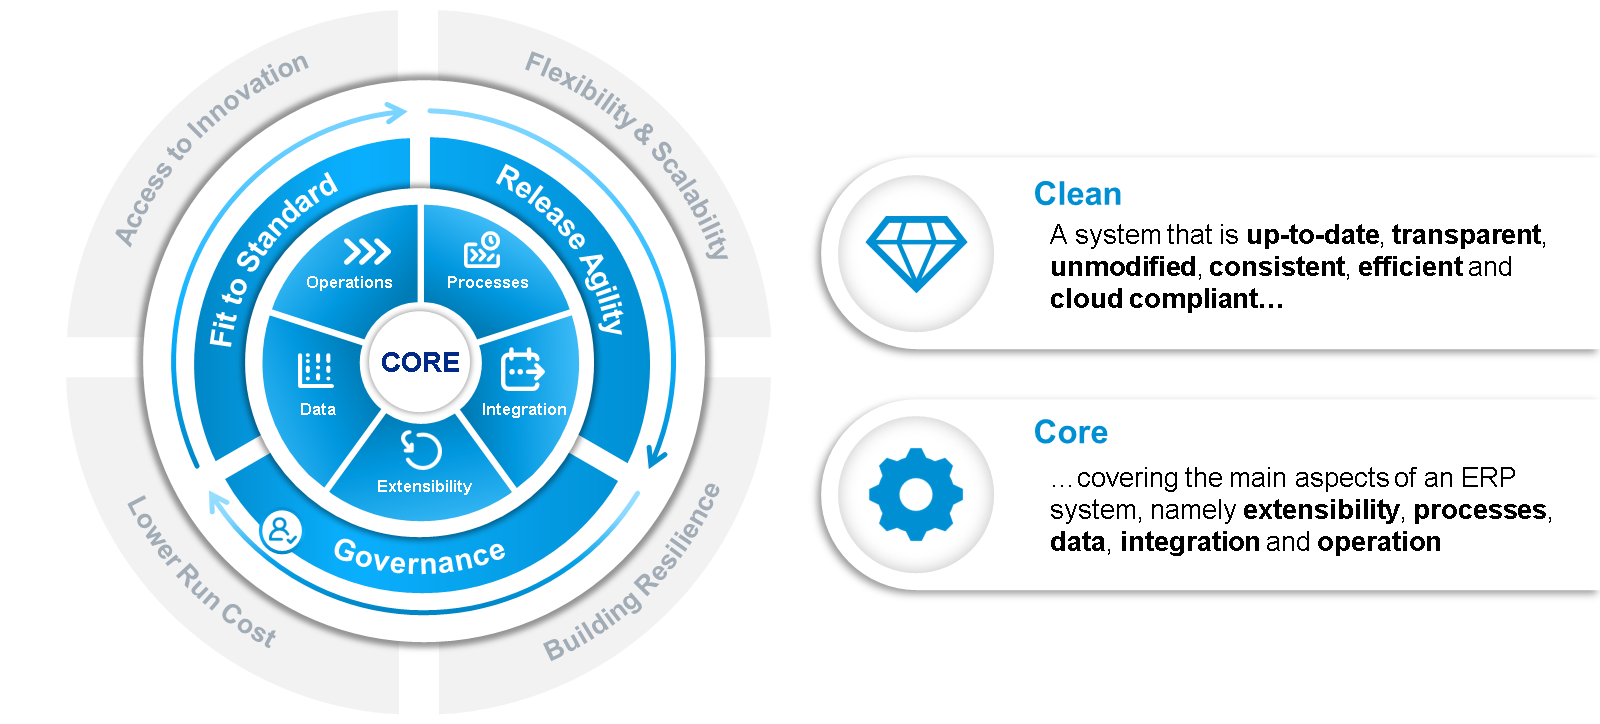 Access to Innovation
Flexibility & Scalability
Fit to Standard
Release Agility
Operations
Processes
CORE
Data
Integration
Extensibility
Governance
Lower Run Cost
Building Resilience
Clean
A system that is up-to-date, transparent,
unmodified, consistent, efficient and
cloud compliant...
Core
...covering the main aspects of an ERP
system, namely extensibility, processes,
data, integration and operation